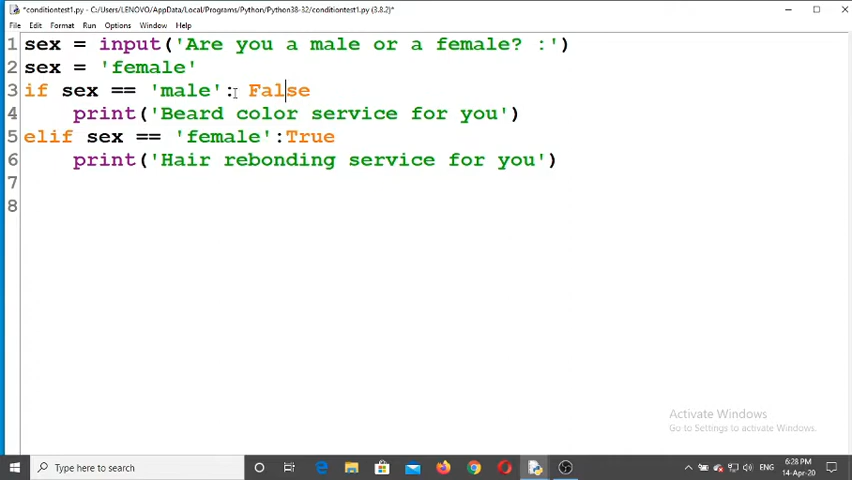 *conditiontest1.py - C:/Users/LENOVO/AppData/Local/Programs/Python/Python38-32/conditiontest1.py (3.8.2)*
File Edit Format Run Options Window Help
1 sex = input('Are you a male or a female? :')
2 sex = 'female'
3 if sex == 'male': False
4     print('Beard color service for you')
5 elif sex == 'female':True
6     print('Hair rebonding service for you')
7
8
Activate Windows
Go to Settings to activate Windows.
Type here to search
ENG
6:28 PM
14-Apr-20